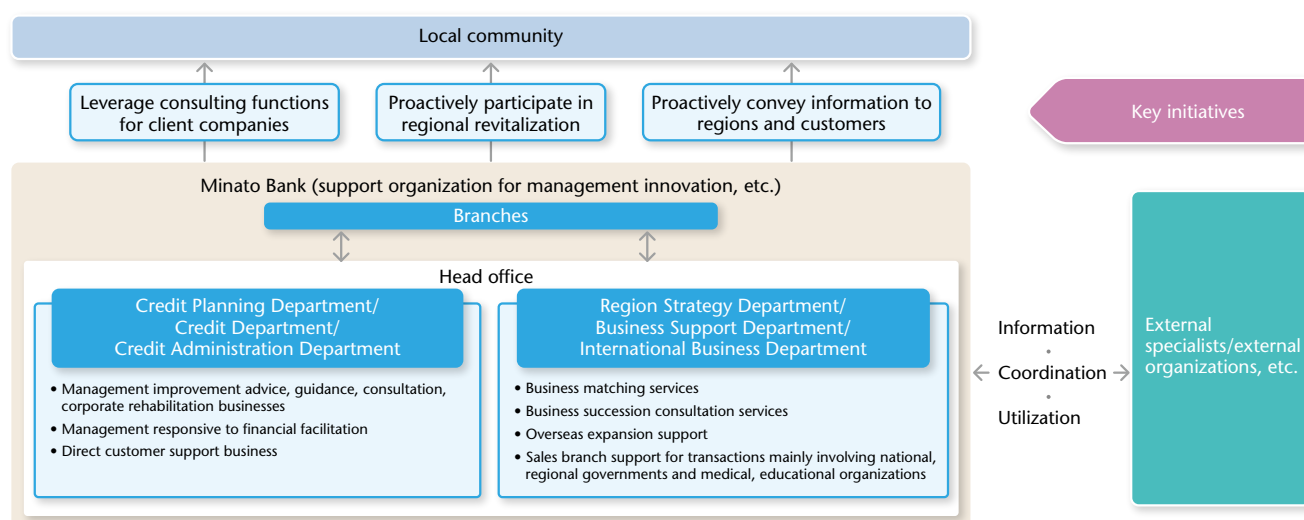 Local community
Leverage consulting functions
for client companies
Proactively participate in
regional revitalization
Proactively convey information to
regions and customers
Key initiatives
Minato Bank (support organization for management innovation, etc.)
Branches
Head office
Credit Planning Department/
Credit Department/
Credit Administration Department
• Management improvement advice, guidance, consultation,
corporate rehabilitation businesses
• Management responsive to financial facilitation
• Direct customer support business
Region Strategy Department/
Business Support Department/
International Business Department
• Business matching services
• Business succession consultation services
• Overseas expansion support
• Sales branch support for transactions mainly involving national,
regional governments and medical, educational organizations
Information
・
Coordination
・
Utilization
External
specialists/external
organizations, etc.